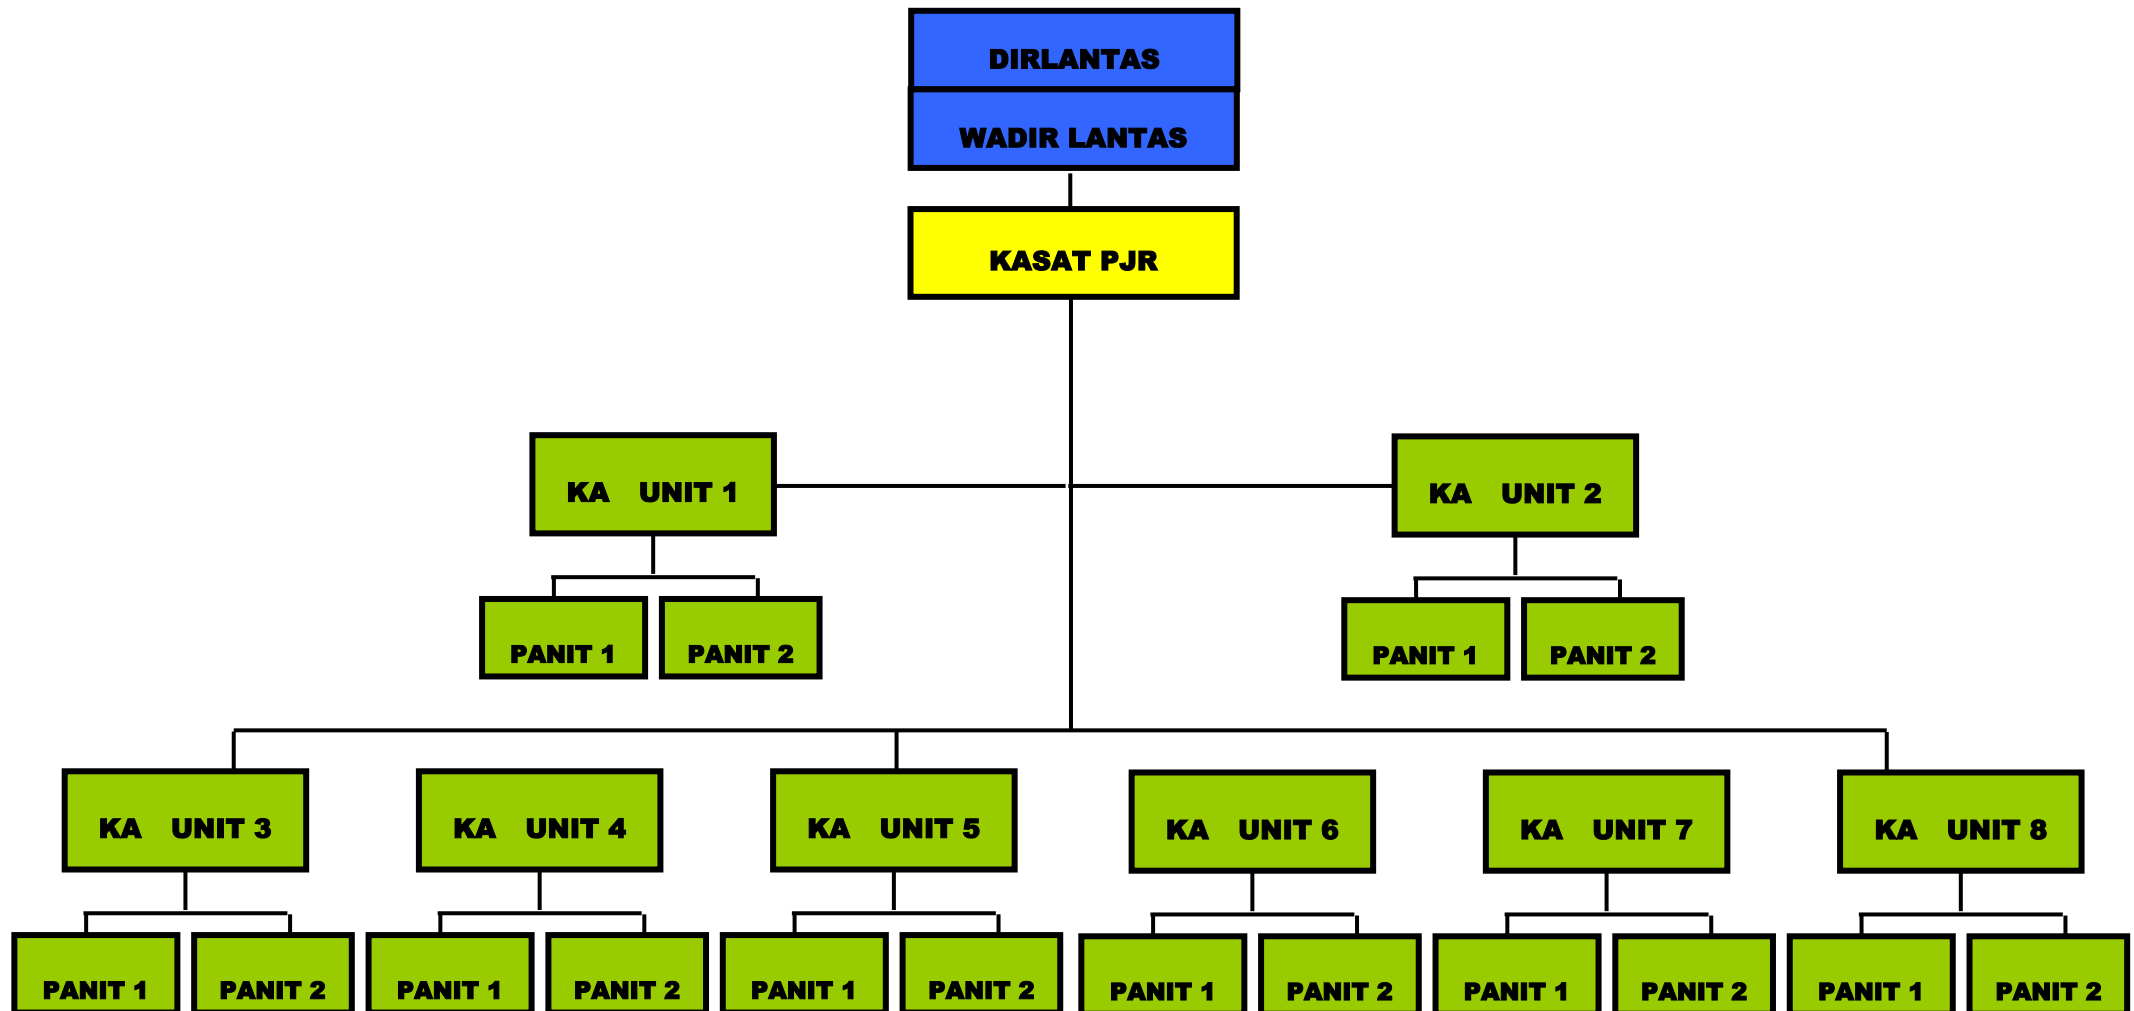 DIRLANTAS
WADIR LANTAS
KASAT PJR
KA UNIT 1
KA UNIT 2
PANIT 1
PANIT 2
PANIT 1
PANIT 2
KA UNIT 3
KA UNIT 4
KA UNIT 5
KA UNIT 6
KA UNIT 7
KA UNIT 8
PANIT 1
PANIT 2
PANIT 1
PANIT 2
PANIT 1
PANIT 2
PANIT 1
PANIT 2
PANIT 1
PANIT 2
PANIT 1
PANIT 2